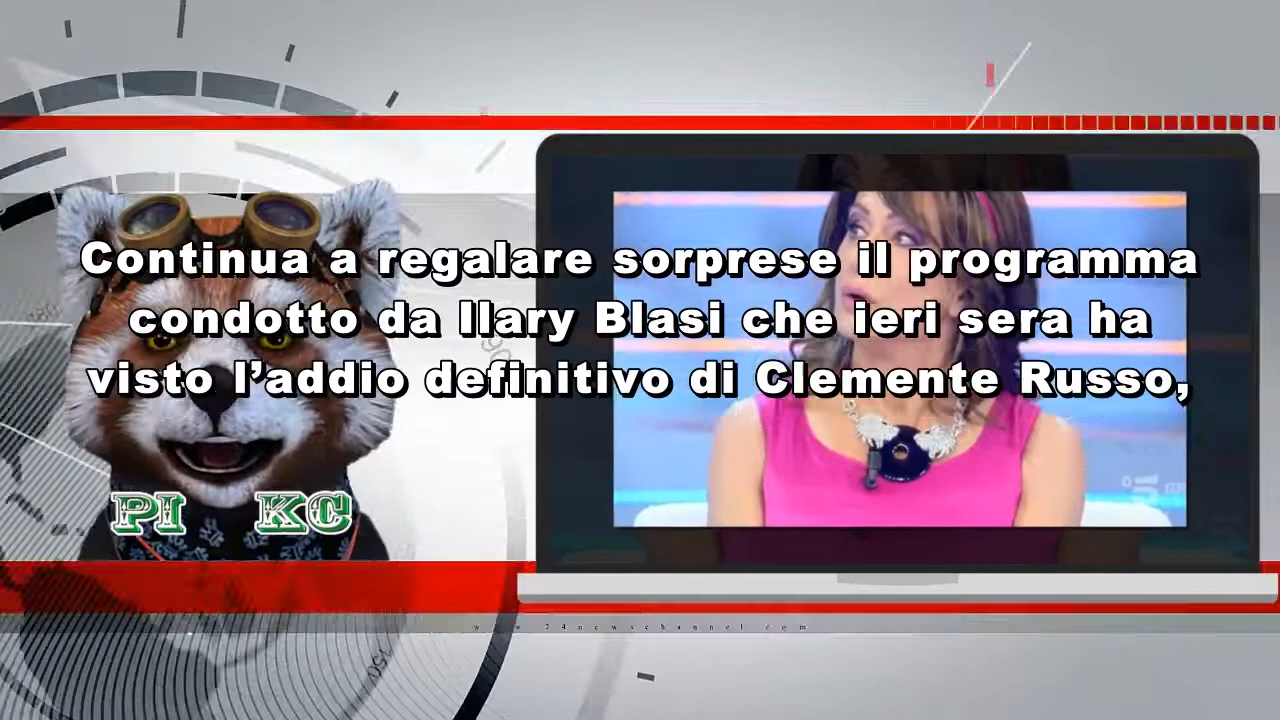 Continua a regalare sorprese il programma
condotto da Ilary Blasi che ieri sera ha
visto l’addio definitivo di Clemente Russo,
PI KC
5